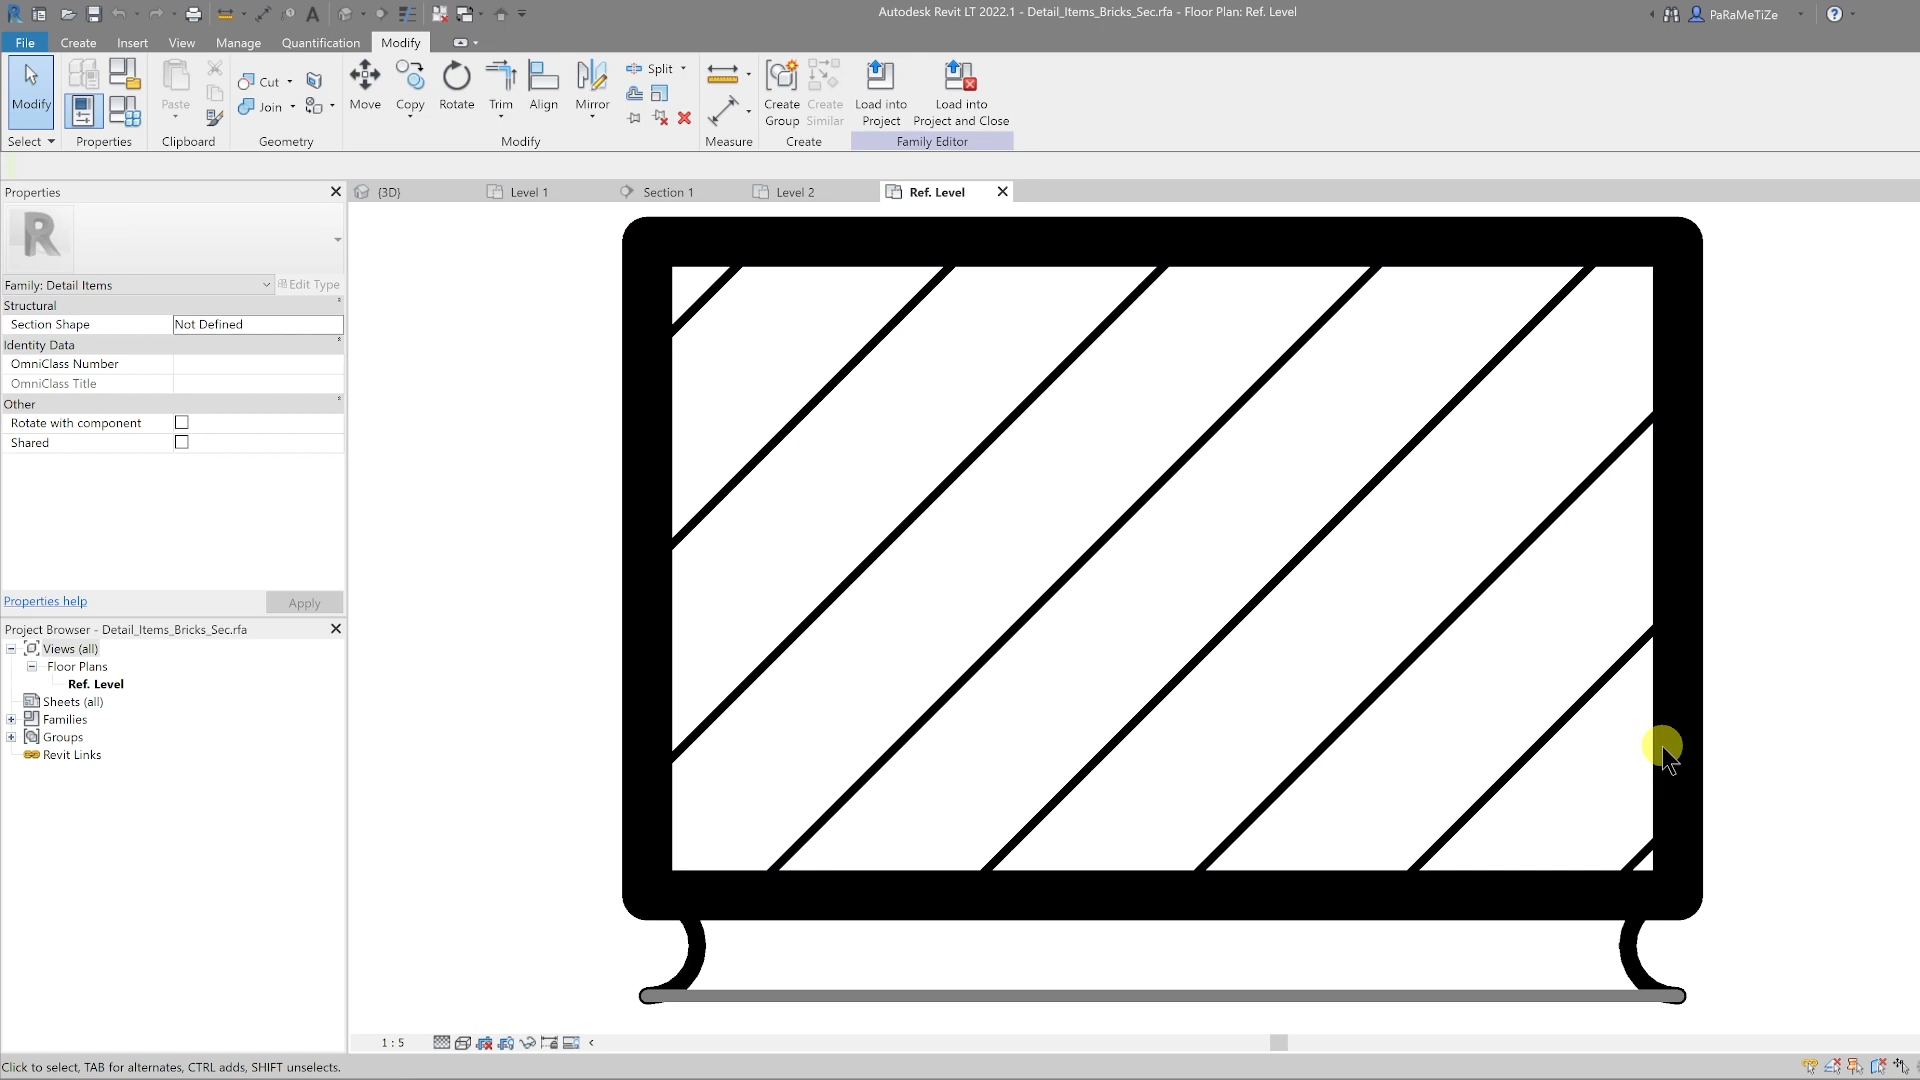 Autodesk Revit LT 2022.1 - Detail_Items_Bricks_Sec.rfa - Floor Plan: Ref. Level
PaRaMeTiZe
File Create Insert View Manage Quantification Modify
Modify
Paste
Cut
Join
Move Copy Rotate Trim Align Mirror
Split
Create Group
Create Similar
Load into Project
Load into Project and Close
Select Properties Clipboard Geometry Modify Measure Create Family Editor
Properties
{3D} Level 1 Section 1 Level 2 Ref. Level
Family: Detail Items
Edit Type
Structural
Section Shape Not Defined
Identity Data
OmniClass Number
OmniClass Title
Other
Rotate with component
Shared
Properties help
Apply
Project Browser - Detail_Items_Bricks_Sec.rfa
Views (all)
Floor Plans
Ref. Level
Sheets (all)
Families
Groups
Revit Links
1 : 5
Click to select, TAB for alternates, CTRL adds, SHIFT unselects.